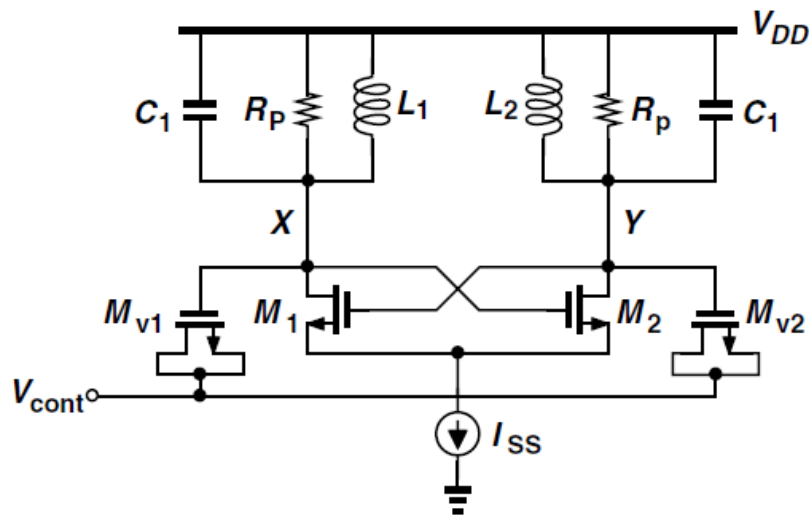 V_DD
C_1 R_P L_1 L_2 R_p C_1
X Y
M_v1 M_1 M_2 M_v2
V_cont
I_SS